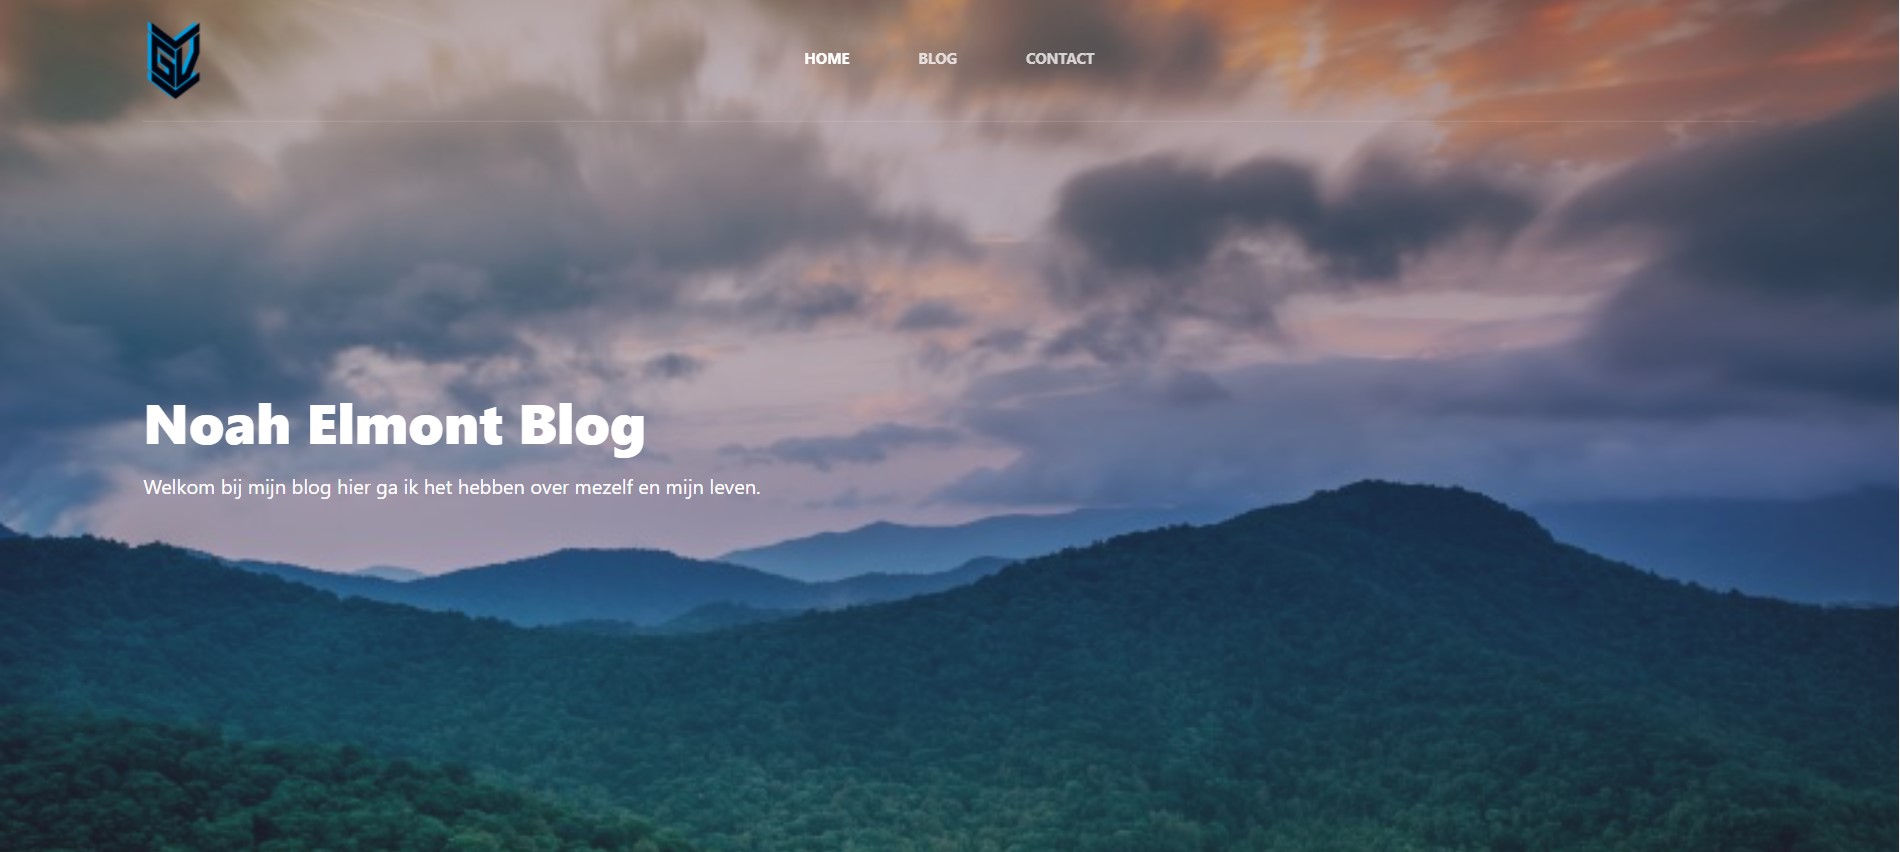 HOME BLOG CONTACT
Noah Elmont Blog
Welkom bij mijn blog hier ga ik het hebben over mezelf en mijn leven.